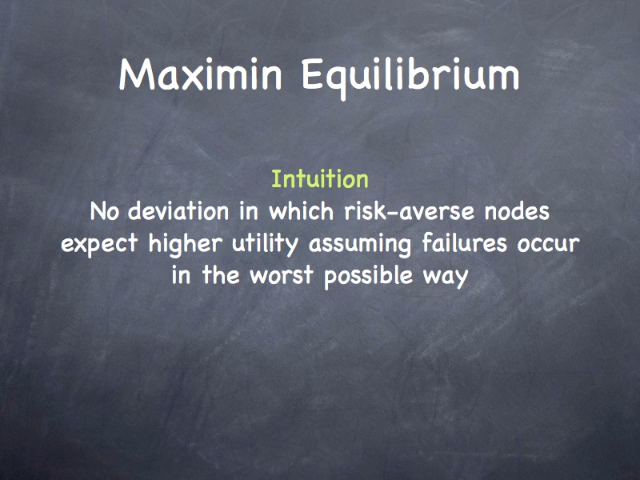 Maximin Equilibrium
Intuition
No deviation in which risk-averse nodes
expect higher utility assuming failures occur
in the worst possible way